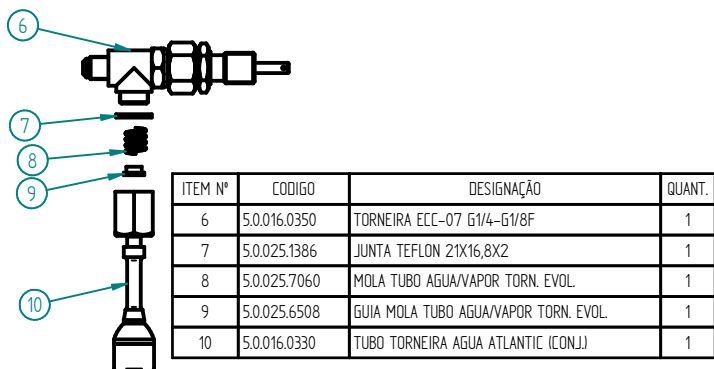 6
7
8
9
10
ITEM Nº CODIGO DESIGNAÇÃO QUANT.
6 5.0.016.0350 TORNEIRA ECC-07 G1/4-G1/8F 1
7 5.0.025.1386 JUNTA TEFLON 21X16,8X2 1
8 5.0.025.7060 MOLA TUBO AGUA/VAPOR TORN. EVOL. 1
9 5.0.025.6508 GUIA MOLA TUBO AGUA/VAPOR TORN. EVOL. 1
10 5.0.016.0330 TUBO TORNEIRA AGUA ATLANTIC (CONJ.) 1